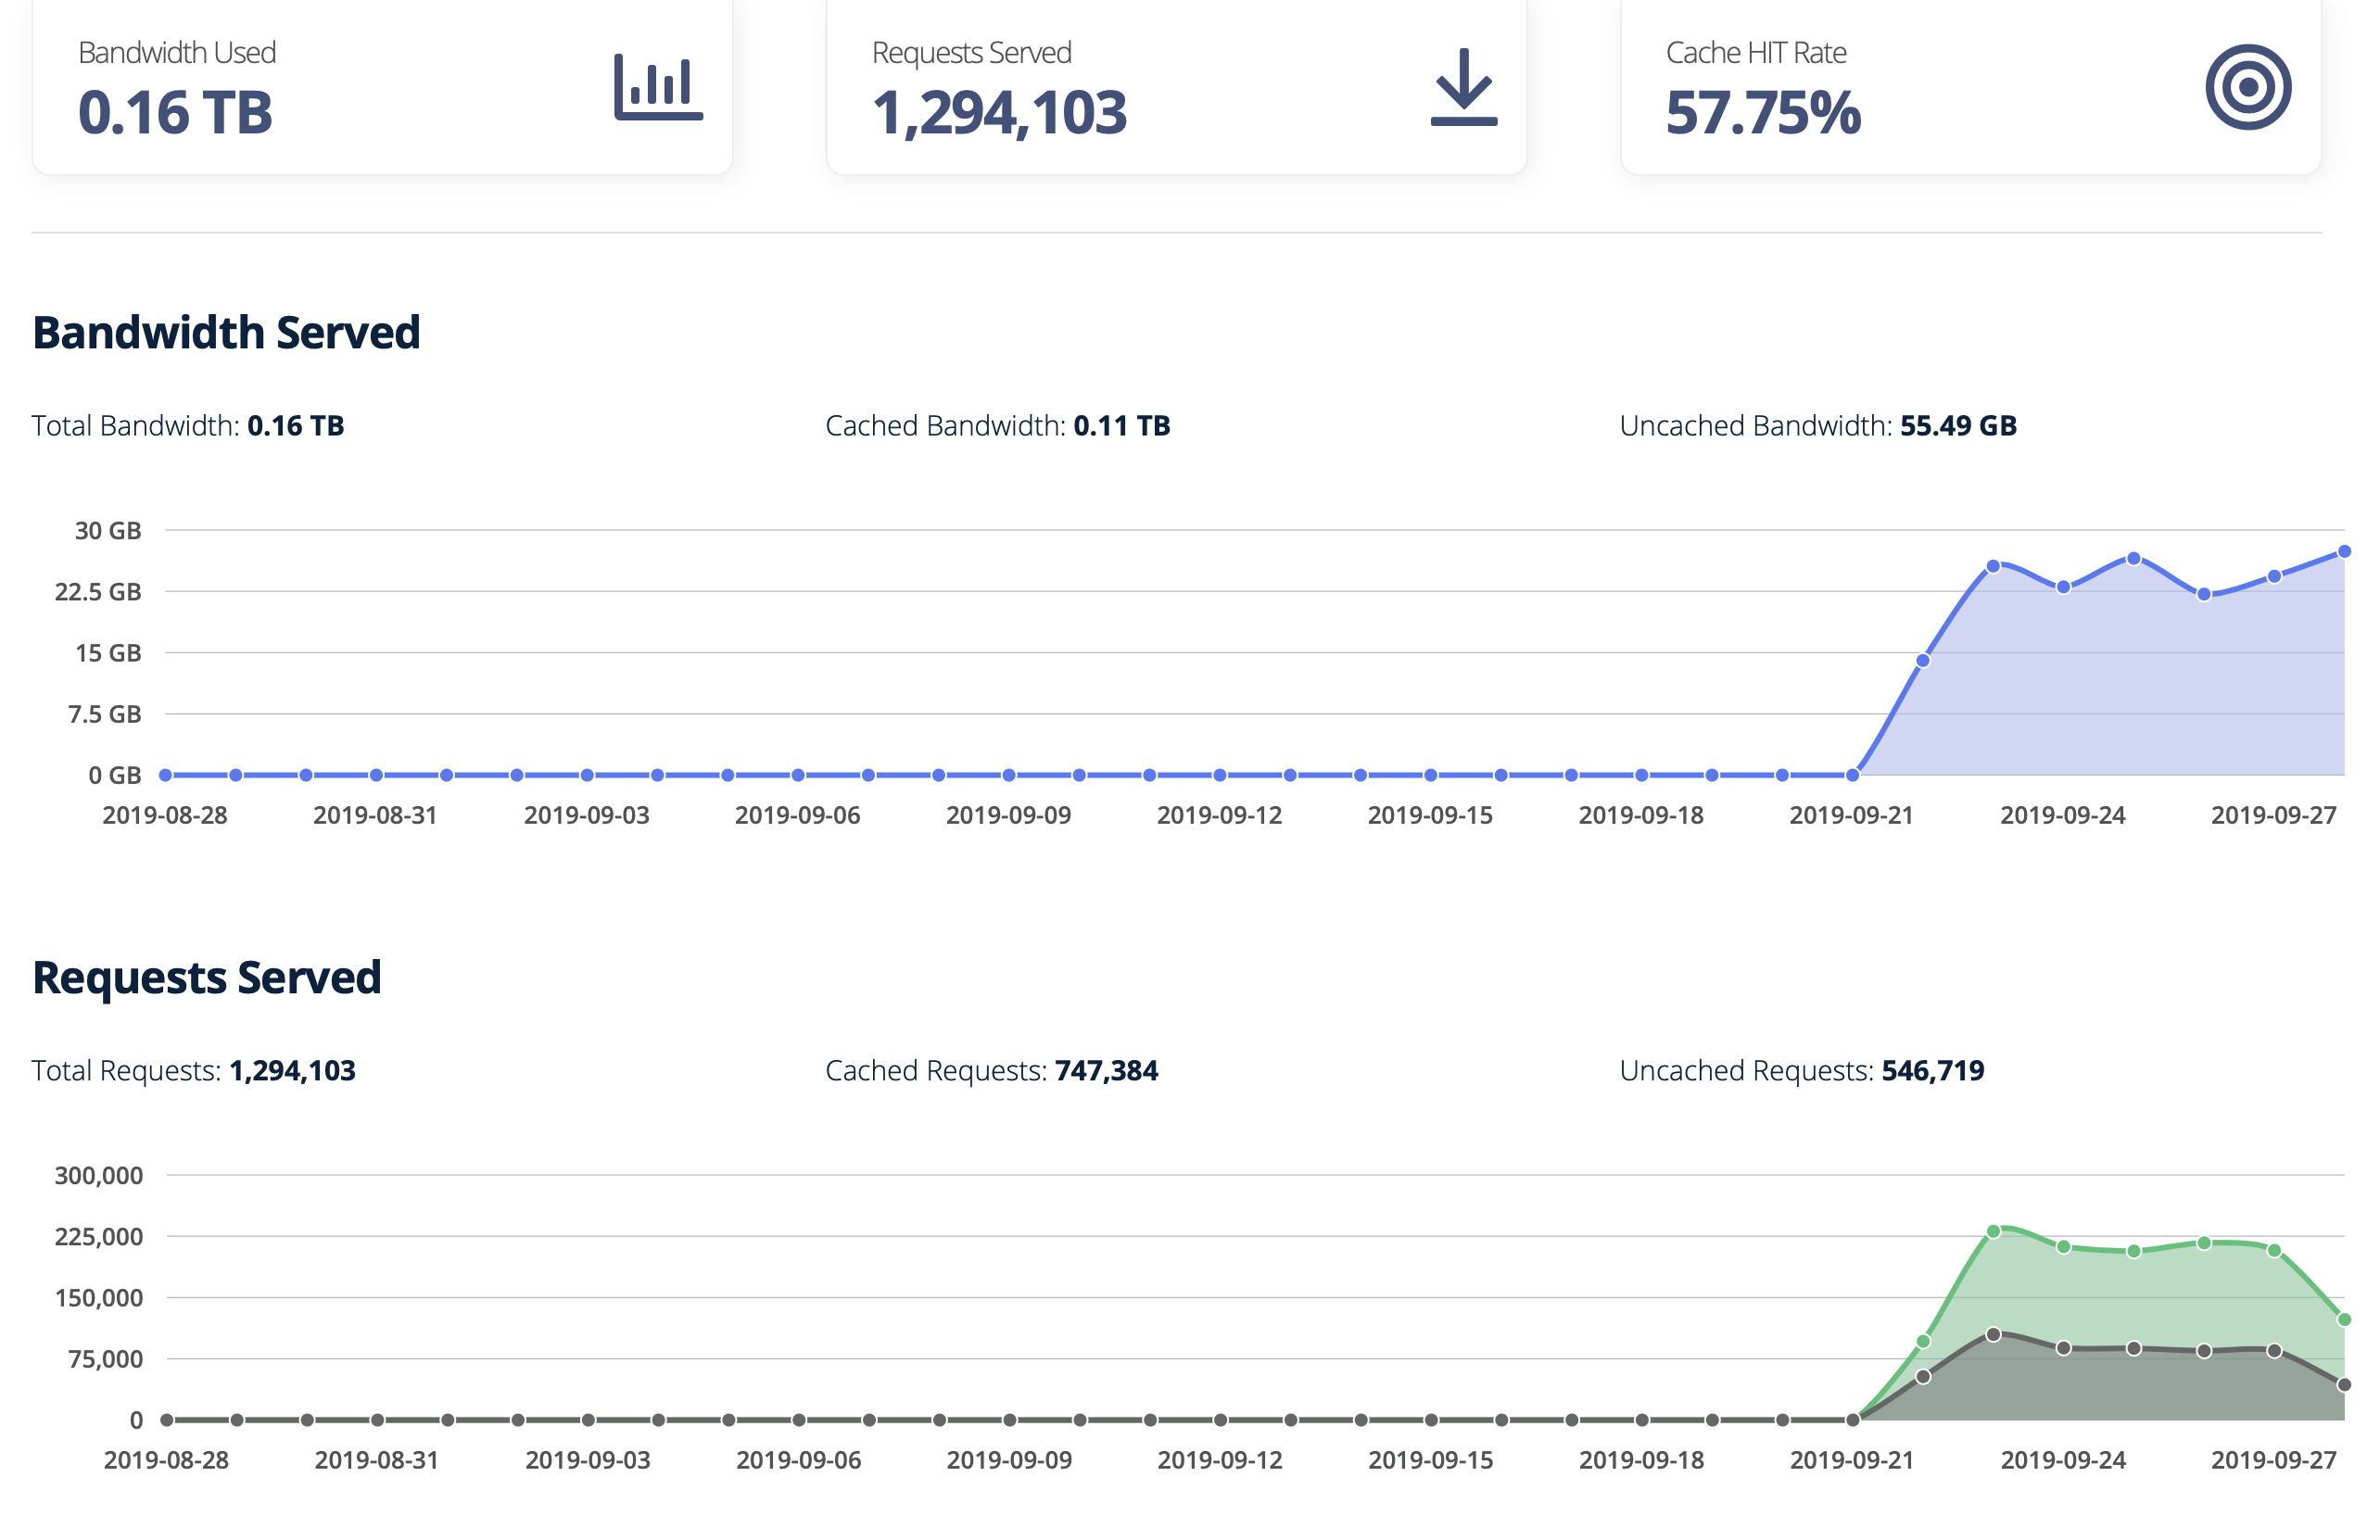 Bandwidth Used
0.16 TB
Requests Served
1,294,103
Cache HIT Rate
57.75%
Bandwidth Served
Total Bandwidth: 0.16 TB
Cached Bandwidth: 0.11 TB
Uncached Bandwidth: 55.49 GB
30 GB
22.5 GB
15 GB
7.5 GB
0 GB
2019-08-28 2019-08-31 2019-09-03 2019-09-06 2019-09-09 2019-09-12 2019-09-15 2019-09-18 2019-09-21 2019-09-24 2019-09-27
Requests Served
Total Requests: 1,294,103
Cached Requests: 747,384
Uncached Requests: 546,719
300,000
225,000
150,000
75,000
0
2019-08-28 2019-08-31 2019-09-03 2019-09-06 2019-09-09 2019-09-12 2019-09-15 2019-09-18 2019-09-21 2019-09-24 2019-09-27